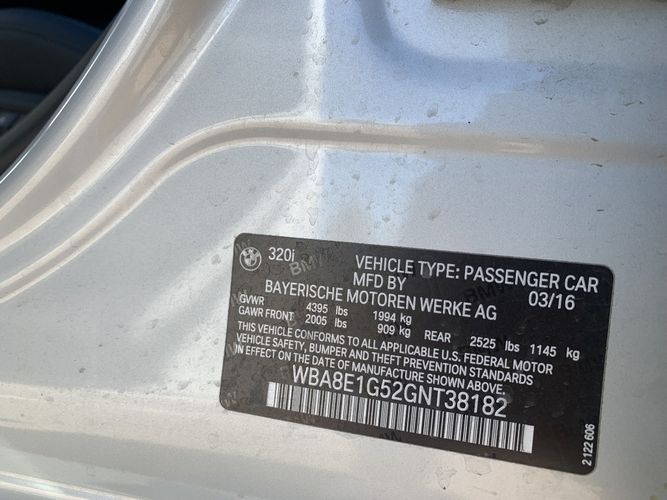 320i
VEHICLE TYPE: PASSENGER CAR
MFD BY 03/16
BAYERISCHE MOTOREN WERKE AG
GVWR 4395 lbs 1994 kg
GAWR FRONT 2005 lbs 909 kg REAR 2525 lbs 1145 kg
THIS VEHICLE CONFORMS TO ALL APPLICABLE U.S. FEDERAL MOTOR
VEHICLE SAFETY, BUMPER AND THEFT PREVENTION STANDARDS
IN EFFECT ON THE DATE OF MANUFACTURE SHOWN ABOVE.
WBA8E1G52GNT38182
2 122 606